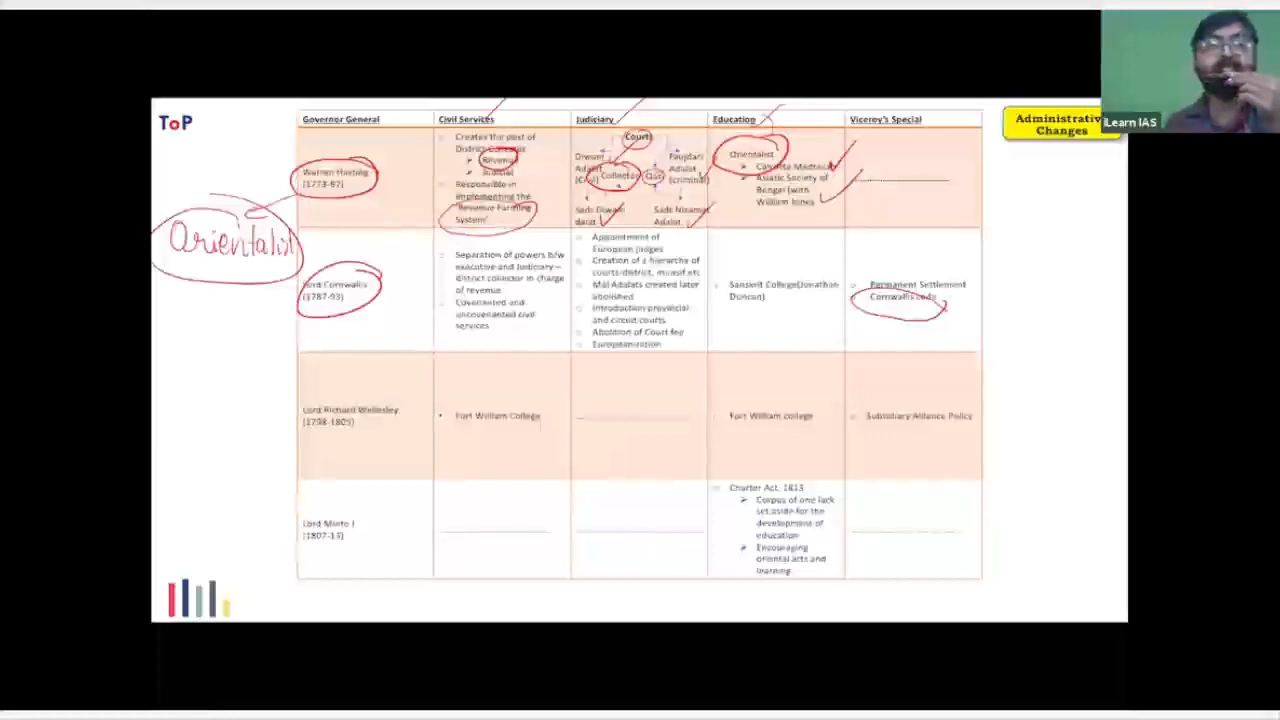 Learn IAS
ToP
Administrative
Changes
Governor General
Civil Services
Judiciary
Education
Viceroy's Special
Warren Hasting
(1773-87)
Creates the post of
District
Revenue
Judicial
Responsible in
implementing the
'Revenue Farming
System'
Court
Diwani
Adalat
(Civil)
Collector
Qazi
Faujdari
Adalat
(criminal)
Sadr Diwani
Sadr Nizamat
Adalat
Orientalist
Calcutta Madrasa
Asiatic Society of
Bengal (with
William Jones
Orientalist
Lord Cornwallis
(1787-93)
Separation of powers b/w
executive and Judiciary –
district collector in charge
of revenue
Covenanted and
uncovenanted civil
services
Appointment of
European judges
Creation of a hierarchy of
courts-district, munsif etc
Mal Adalats created later
abolished
Introduction provincial
and circuit courts
Abolition of Court fee
Europeanization
Sanskrit College(Jonathan
Duncan)
Permanent Settlement
Cornwallis code
Lord Richard Wellesley
(1798-1805)
Fort William College
Fort William college
Subsidiary Alliance Policy
Lord Minto I
(1807-13)
Charter Act, 1813
Corpus of one lack
set aside for the
development of
education
Encouraging
oriental arts and
learning